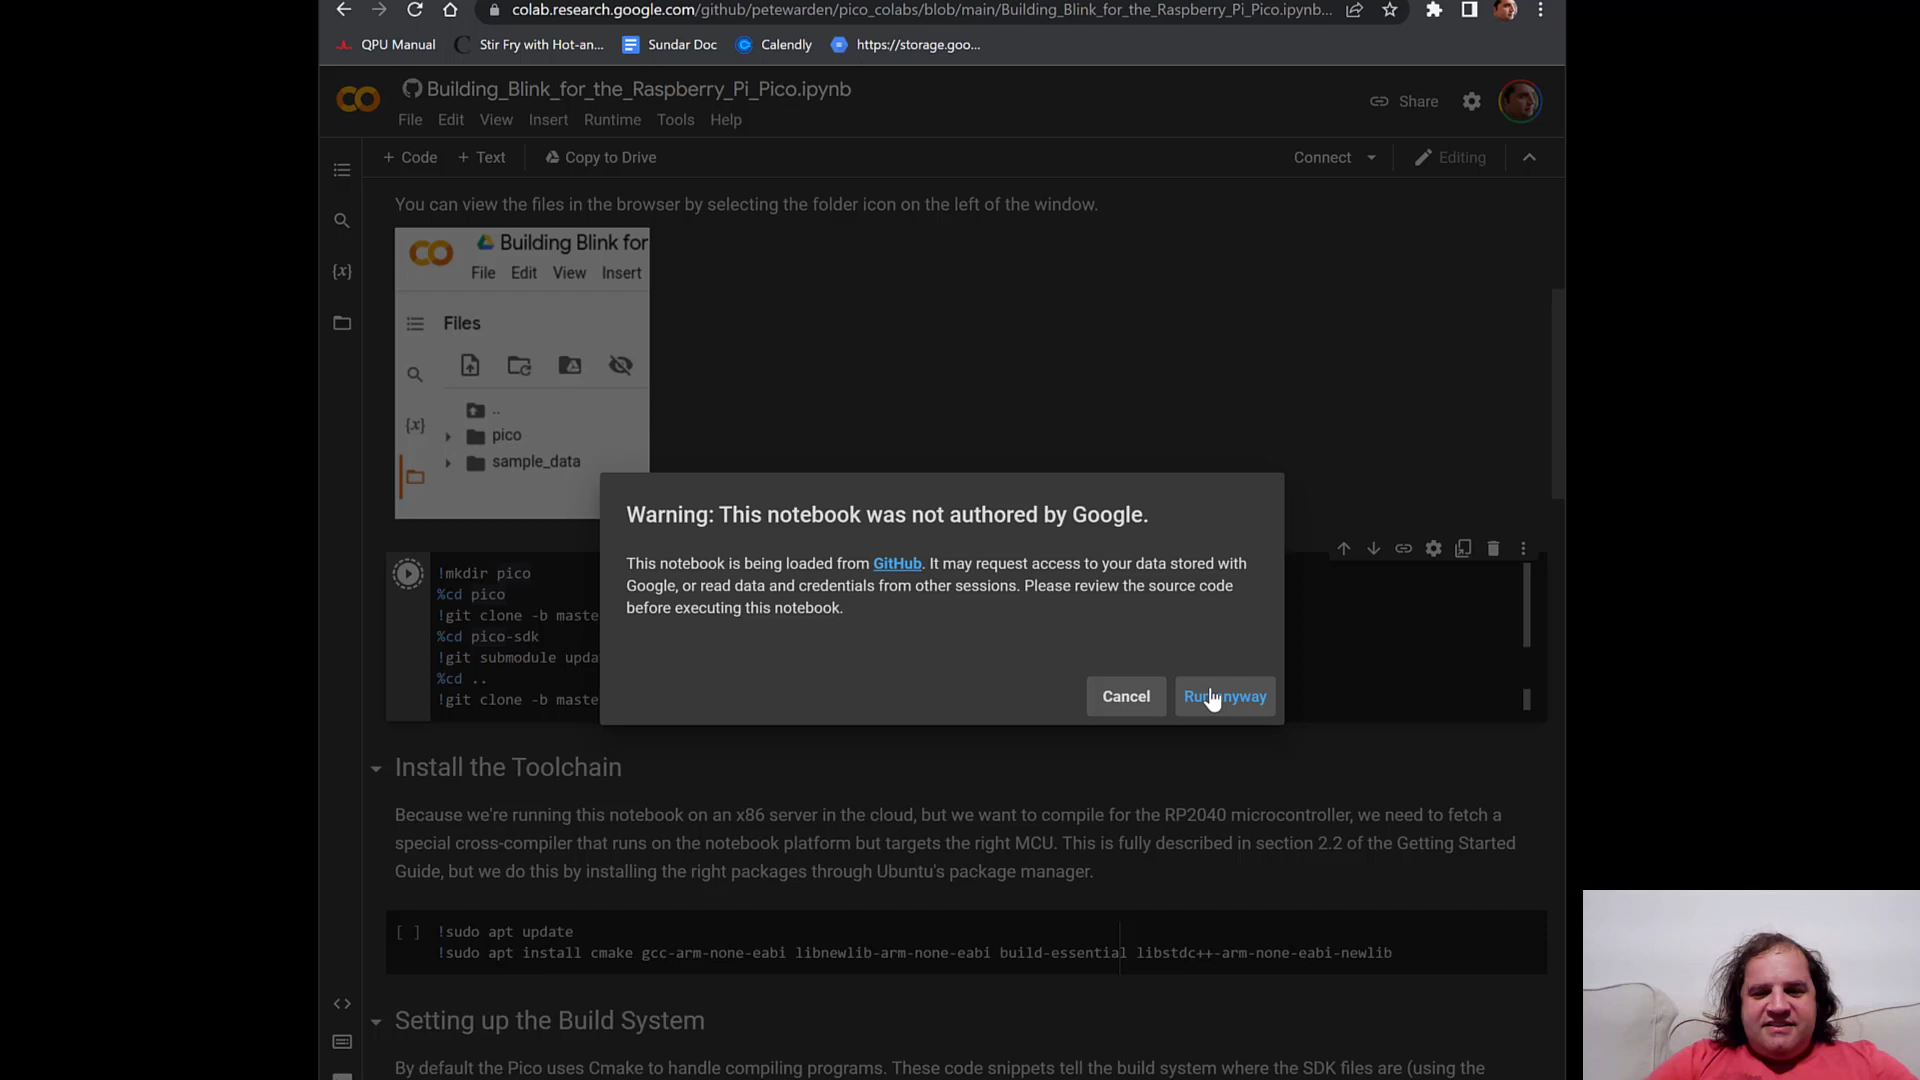 colab.research.google.com/github/petewarden/pico_colabs/blob/main/Building_Blink_for_the_Raspberry_Pi_Pico.ipynb...
QPU Manual
Stir Fry with Hot-an...
Sundar Doc
Calendly
https://storage.goo...
Building_Blink_for_the_Raspberry_Pi_Pico.ipynb
Share
File Edit View Insert Runtime Tools Help
+ Code + Text Copy to Drive
Connect
Editing
You can view the files in the browser by selecting the folder icon on the left of the window.
Building Blink for
File Edit View Insert
Files
..
pico
sample_data
{x}
{x}
Warning: This notebook was not authored by Google.
This notebook is being loaded from GitHub. It may request access to your data stored with
Google, or read data and credentials from other sessions. Please review the source code
before executing this notebook.
Cancel
!mkdir pico
%cd pico
!git clone -b maste
%cd pico-sdk
!git submodule upda
%cd ..
!git clone -b maste
Install the Toolchain
Because we're running this notebook on an x86 server in the cloud, but we want to compile for the RP2040 microcontroller, we need to fetch a
special cross-compiler that runs on the notebook platform but targets the right MCU. This is fully described in section 2.2 of the Getting Started
Guide, but we do this by installing the right packages through Ubuntu's package manager.
[ ] !sudo apt update
!sudo apt install cmake gcc-arm-none-eabi libnewlib-arm-none-eabi build-essential libstdc++-arm-none-eabi-newlib
Setting up the Build System
By default the Pico uses Cmake to handle compiling programs. These code snippets tell the build system where the SDK files are (using the